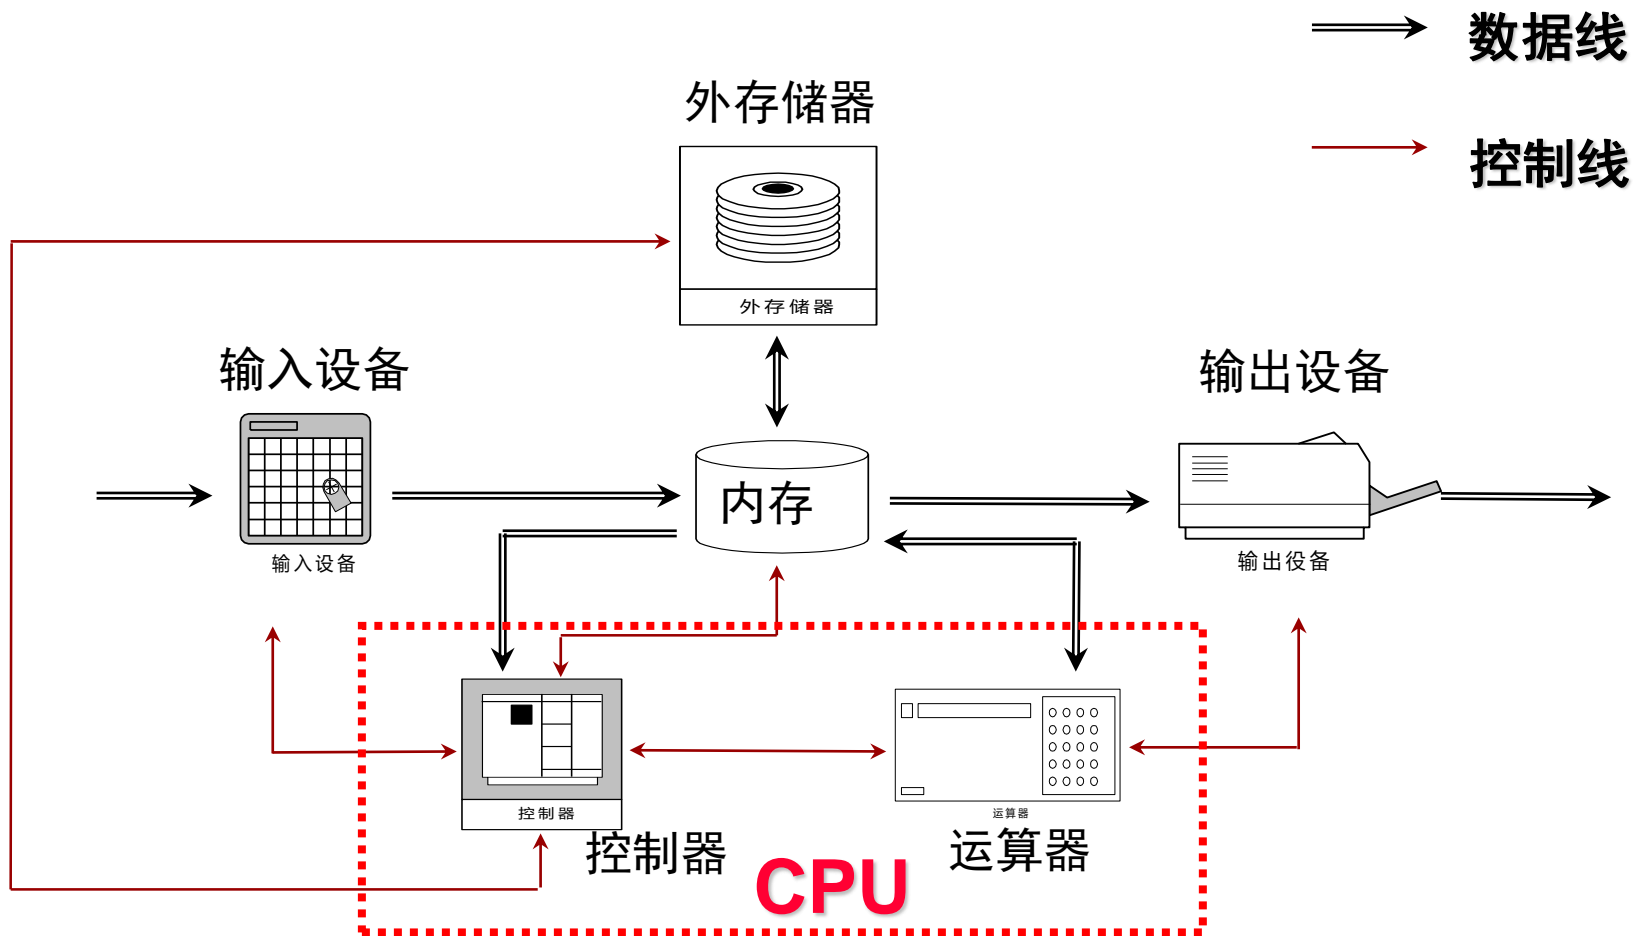 数据线
外存储器
控制线
外存储器
输入设备
输出设备
内存
输入设备
输出役备
控制器
运算器
控制器
运算器
CPU